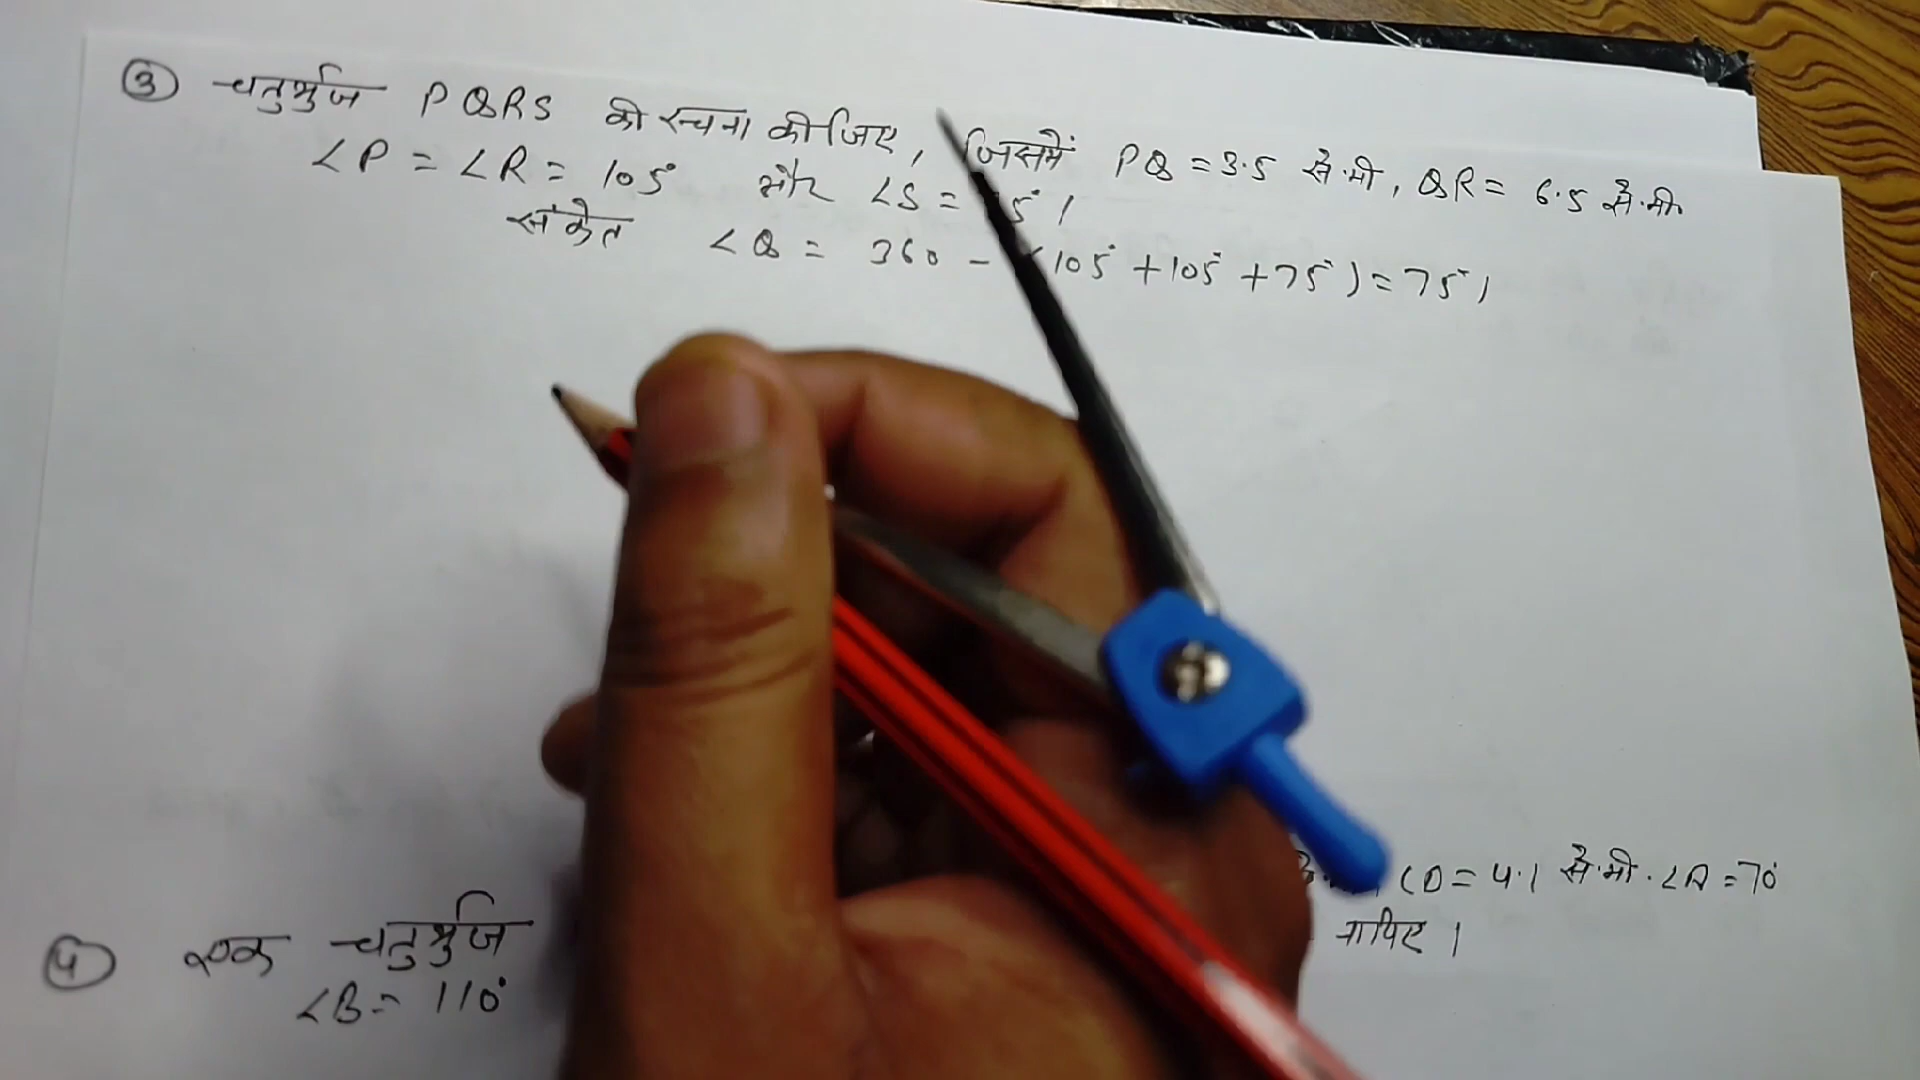 ③ चतुर्भुज PQRS की रचना कीजिए, जिसमें PQ = 3.5 से.मी, QR = 6.5 से.मी.
∠P = ∠R = 105° और ∠S = 5° ।
संकेत ∠Q = 360 - (105° + 105° + 75°) = 75° ।
④ एक चतुर्भुज CD = 4.1 से.मी. ∠A = 70°
∠B = 110° नापिए ।